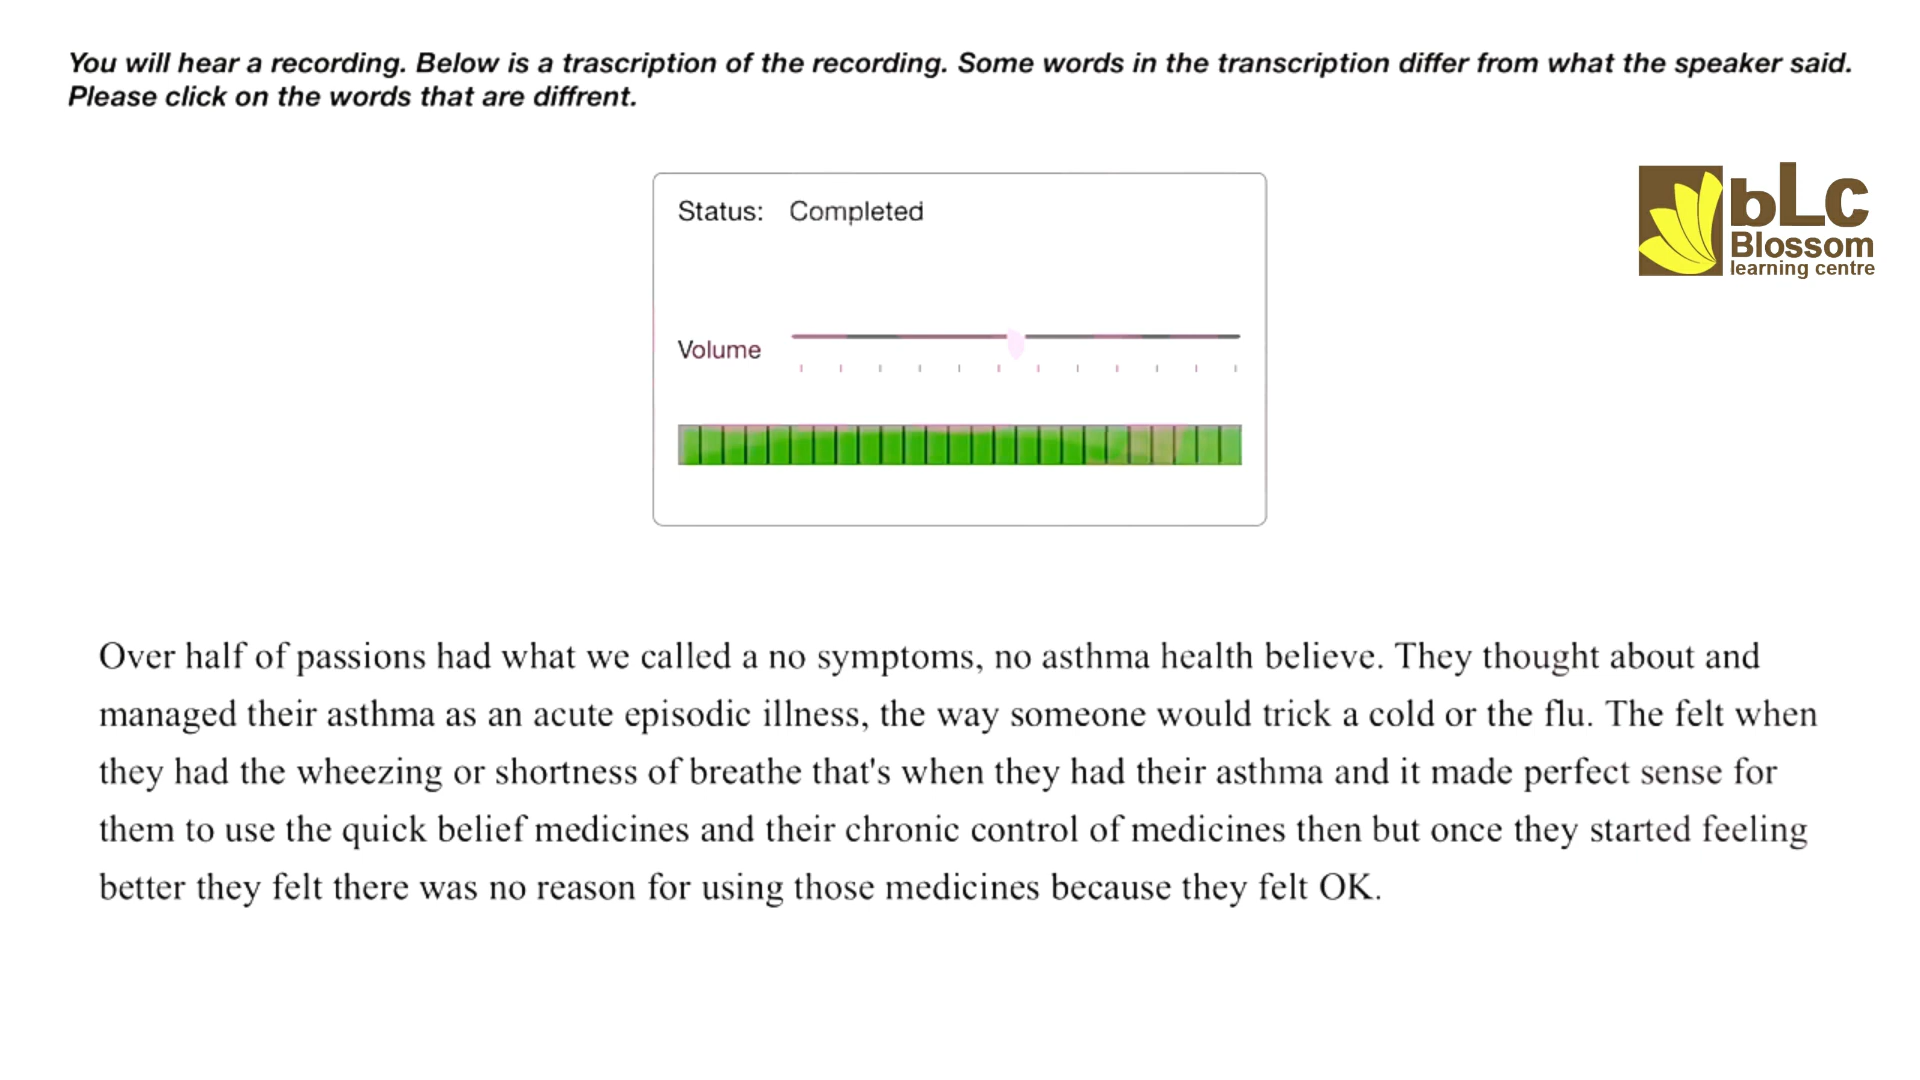 You will hear a recording. Below is a trascription of the recording. Some words in the transcription differ from what the speaker said.
Please click on the words that are diffrent.
Status: Completed
bLc
Blossom
learning centre
Volume
Over half of passions had what we called a no symptoms, no asthma health believe. They thought about and
managed their asthma as an acute episodic illness, the way someone would trick a cold or the flu. The felt when
they had the wheezing or shortness of breathe that's when they had their asthma and it made perfect sense for
them to use the quick belief medicines and their chronic control of medicines then but once they started feeling
better they felt there was no reason for using those medicines because they felt OK.